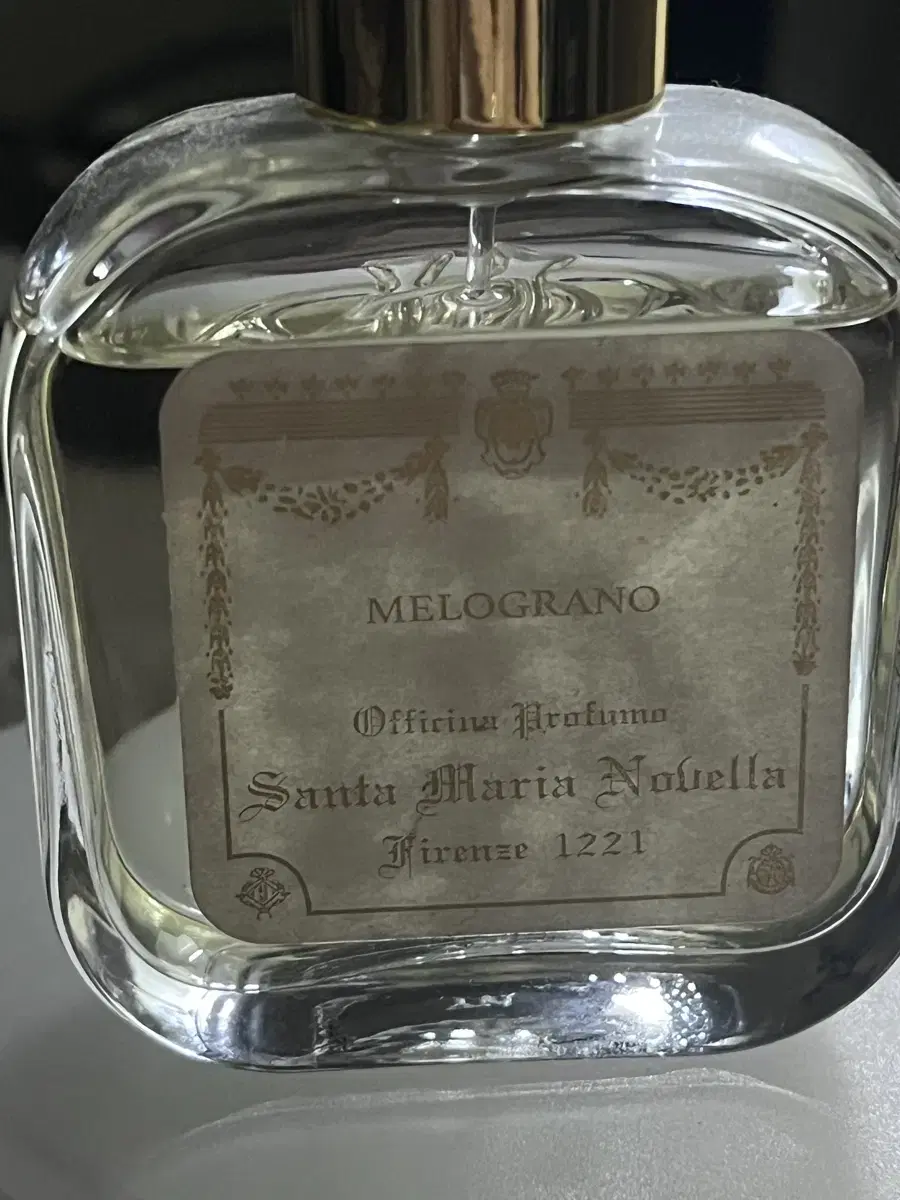 MELOGRANO
Officina Profumo
Santa Maria Novella
Firenze 1221